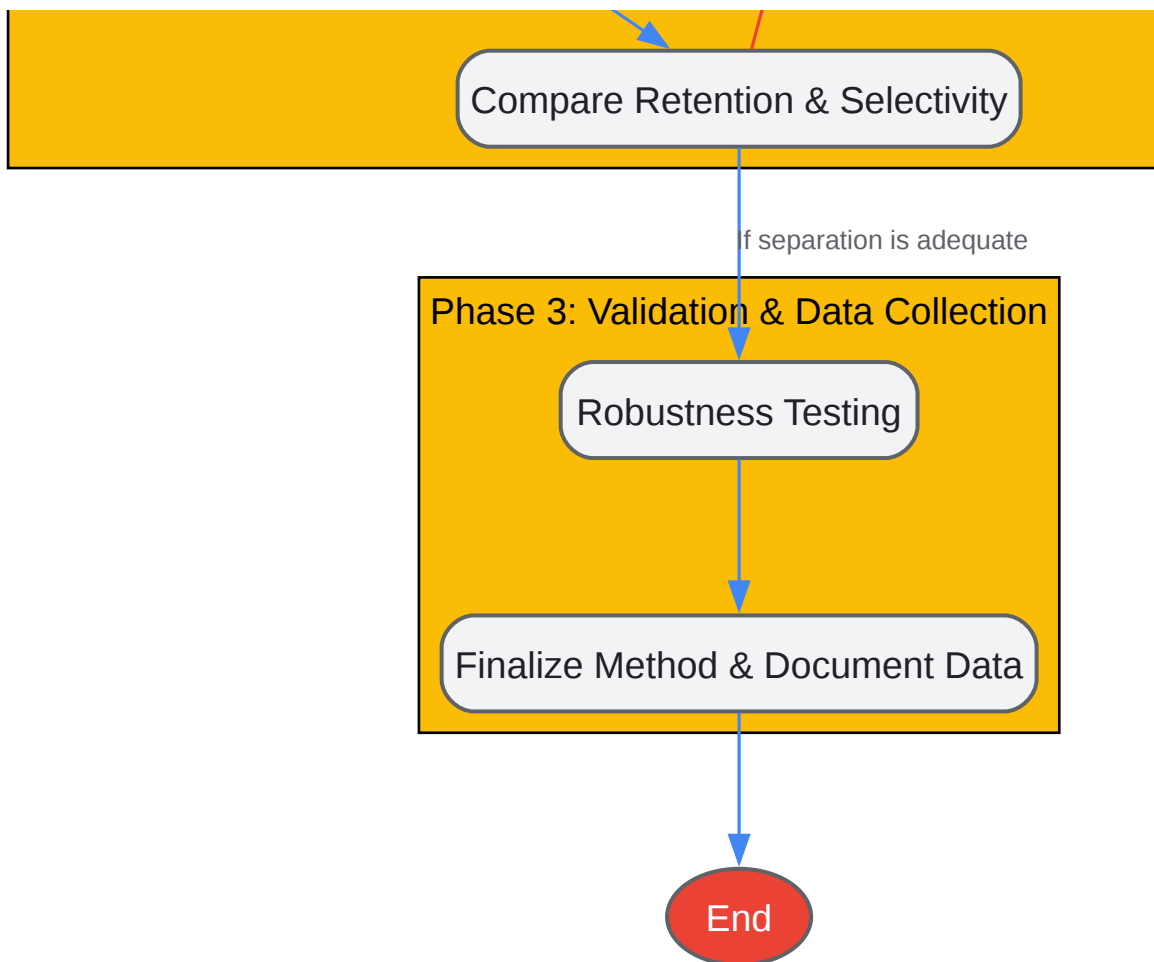 Compare Retention & Selectivity
If separation is adequate
Phase 3: Validation & Data Collection
Robustness Testing
Finalize Method & Document Data
End